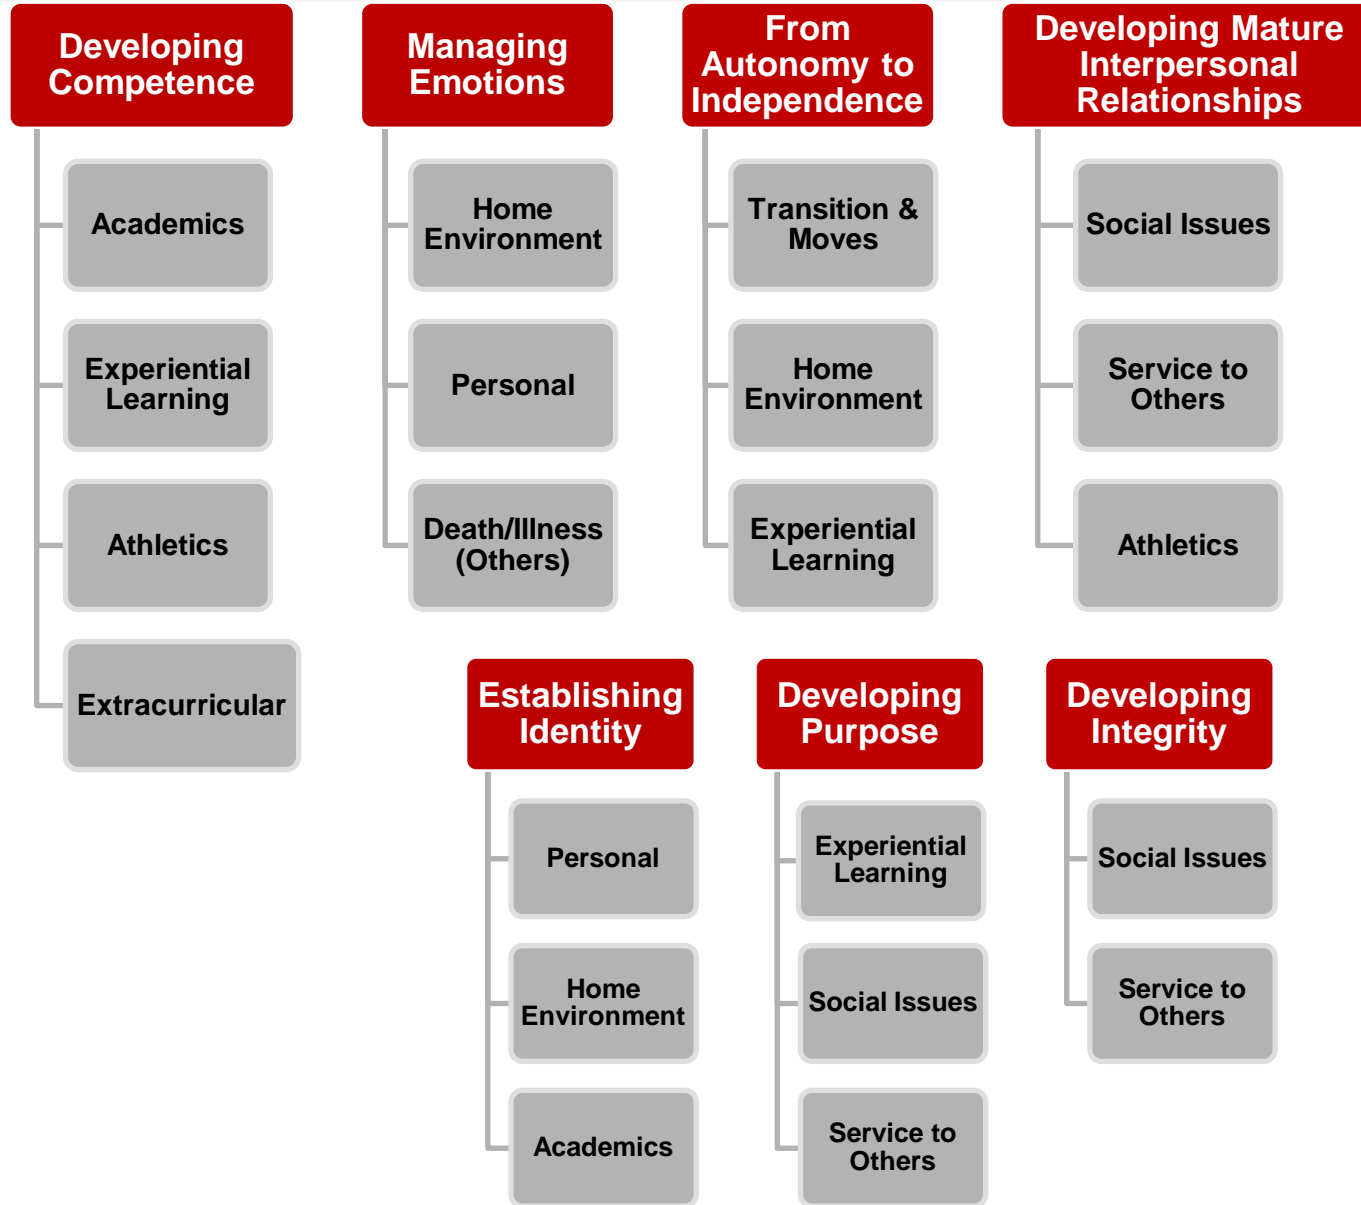 Developing
Competence
Academics
Experiential
Learning
Athletics
Extracurricular
Managing
Emotions
Home
Environment
Personal
Death/Illness
(Others)
From
Autonomy to
Independence
Transition &
Moves
Home
Environment
Experiential
Learning
Developing Mature
Interpersonal
Relationships
Social Issues
Service to
Others
Athletics
Establishing
Identity
Personal
Home
Environment
Academics
Developing
Purpose
Experiential
Learning
Social Issues
Service to
Others
Developing
Integrity
Social Issues
Service to
Others